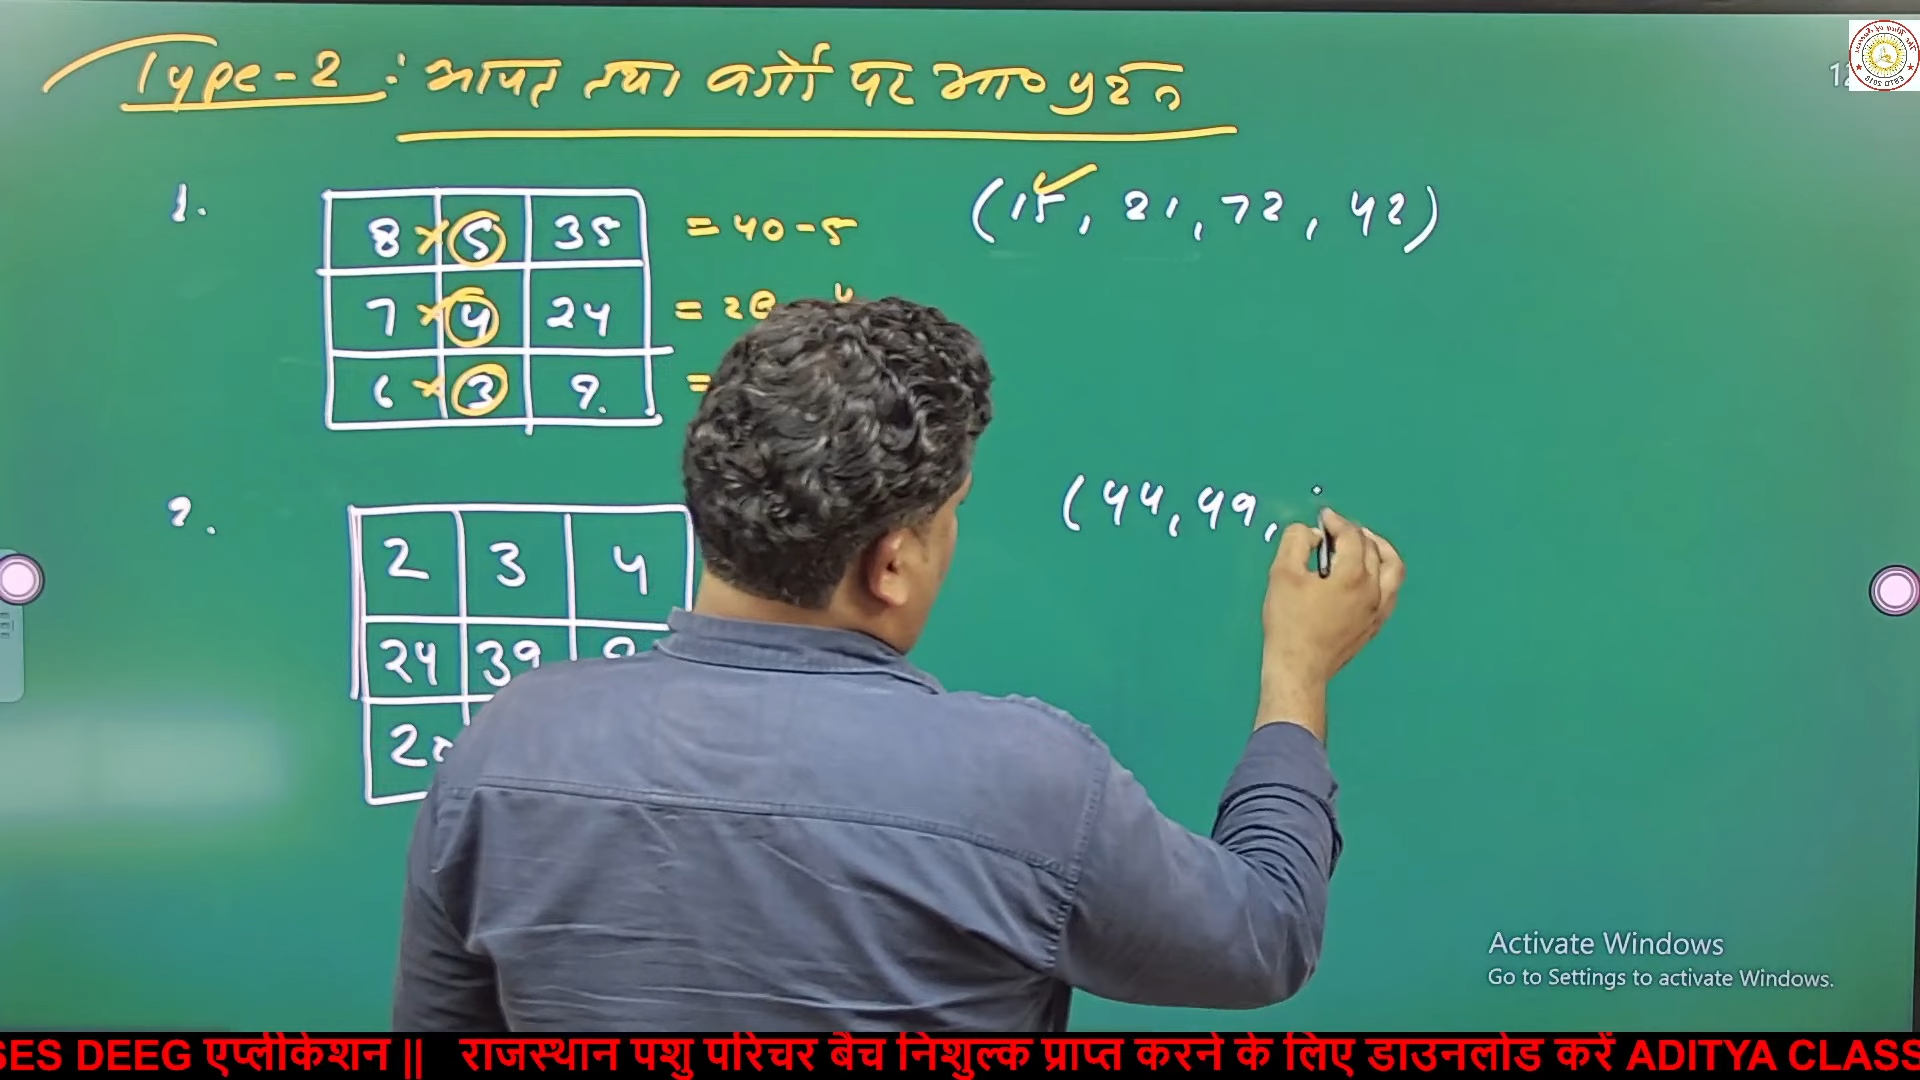 Type-2 : आयत तथा वर्गों पर आ० प्रश्न
1.
8 × 5 35 = 40 - 5
(15, 21, 72, 42)
7 × 4 24 = 28
6 × 3 ?. =
2.
2 3 4
(44, 49,
24 39
Activate Windows
Go to Settings to activate Windows.
SES DEEG एप्लीकेशन || राजस्थान पशु परिचर बैच निशुल्क प्राप्त करने के लिए डाउनलोड करें ADITYA CLASS